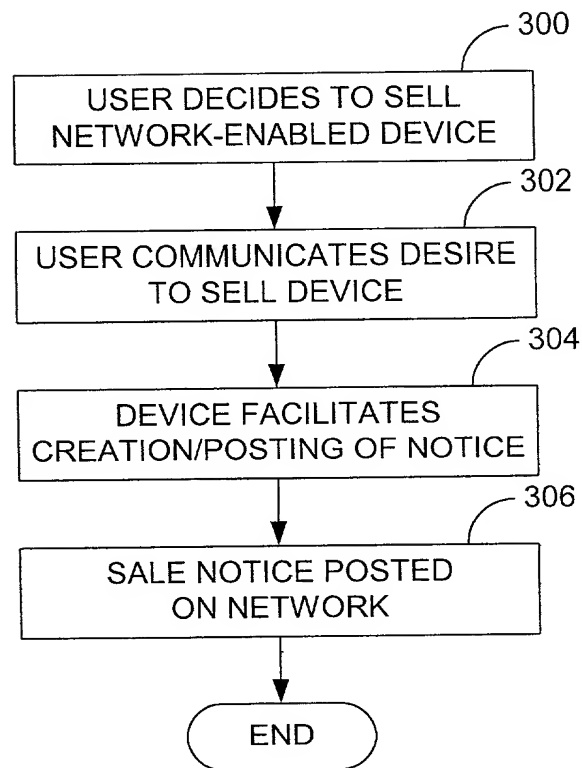 300
USER DECIDES TO SELL
NETWORK-ENABLED DEVICE
302
USER COMMUNICATES DESIRE
TO SELL DEVICE
304
DEVICE FACILITATES
CREATION/POSTING OF NOTICE
306
SALE NOTICE POSTED
ON NETWORK
END